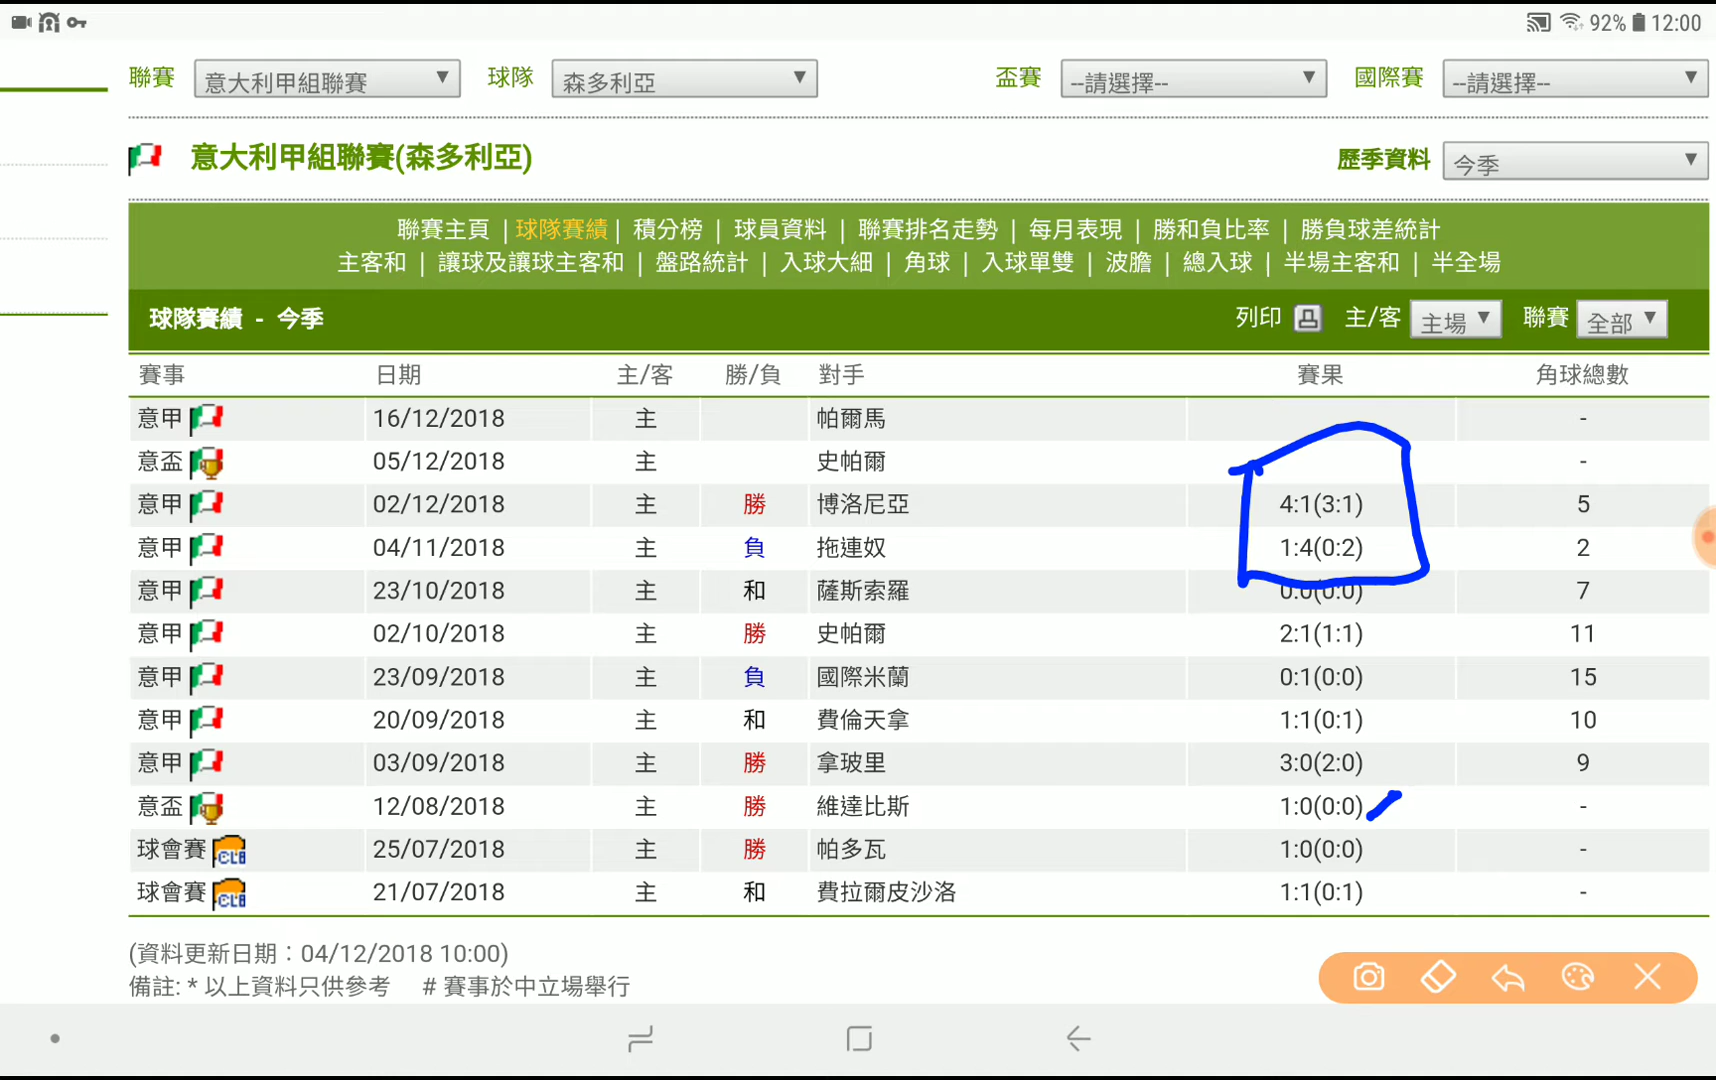 92% 12:00
聯賽 意大利甲組聯賽 球隊 森多利亞 盃賽 --請選擇-- 國際賽 --請選擇--
意大利甲組聯賽(森多利亞) 歷季資料 今季
聯賽主頁 | 球隊賽績 | 積分榜 | 球員資料 | 聯賽排名走勢 | 每月表現 | 勝和負比率 | 勝負球差統計
主客和 | 讓球及讓球主客和 | 盤路統計 | 入球大細 | 角球 | 入球單雙 | 波膽 | 總入球 | 半場主客和 | 半全場
球隊賽績 - 今季 列印 主/客 主場 聯賽 全部
賽事 日期 主/客 勝/負 對手 賽果 角球總數
意甲 16/12/2018 主 帕爾馬 -
意盃 05/12/2018 主 史帕爾 -
意甲 02/12/2018 主 勝 博洛尼亞 4:1(3:1) 5
意甲 04/11/2018 主 負 拖連奴 1:4(0:2) 2
意甲 23/10/2018 主 和 薩斯索羅 0:0(0:0) 7
意甲 02/10/2018 主 勝 史帕爾 2:1(1:1) 11
意甲 23/09/2018 主 負 國際米蘭 0:1(0:0) 15
意甲 20/09/2018 主 和 費倫天拿 1:1(0:1) 10
意甲 03/09/2018 主 勝 拿玻里 3:0(2:0) 9
意盃 12/08/2018 主 勝 維達比斯 1:0(0:0) -
球會賽 CLB 25/07/2018 主 勝 帕多瓦 1:0(0:0) -
球會賽 CLB 21/07/2018 主 和 費拉爾皮沙洛 1:1(0:1) -
(資料更新日期：04/12/2018 10:00)
備註: * 以上資料只供參考 # 賽事於中立場舉行